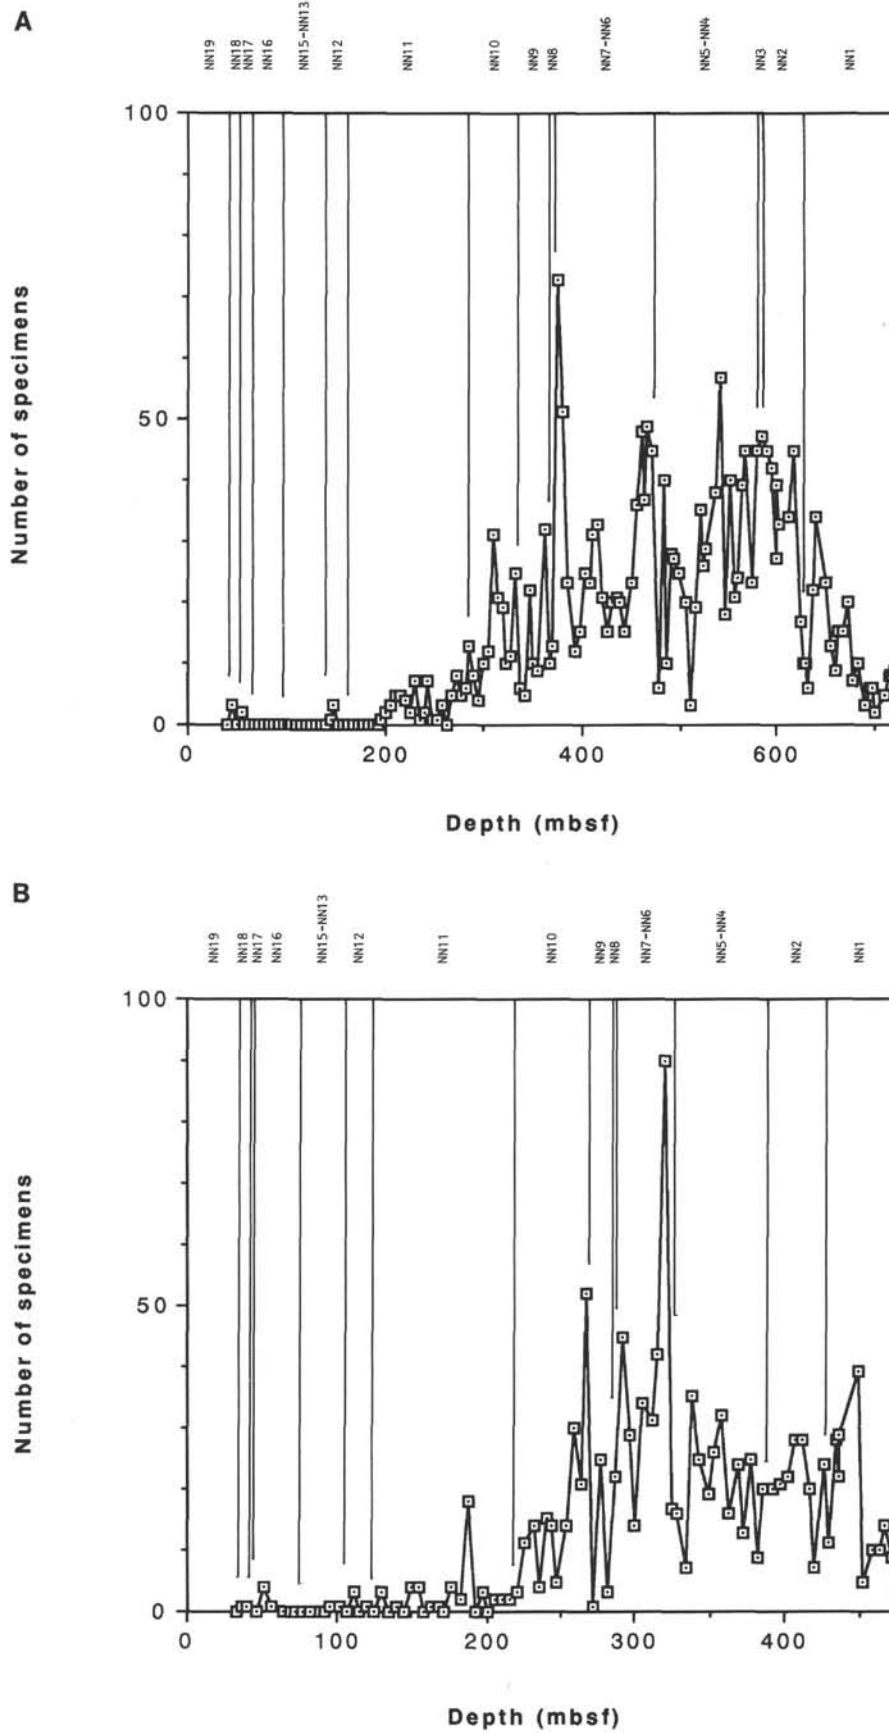 A
NN19 NN18 NN17 NN16 NN15-NN13 NN12 NN11 NN10 NN9 NN8 NN7-NN6 NN5-NN4 NN3 NN2 NN1
100
50
0
Number of specimens
0 200 400 600
Depth (mbsf)
B
NN19 NN18 NN17 NN16 NN15-NN13 NN12 NN11 NN10 NN9 NN8 NN7-NN6 NN5-NN4 NN2 NN1
100
50
0
Number of specimens
0 100 200 300 400
Depth (mbsf)